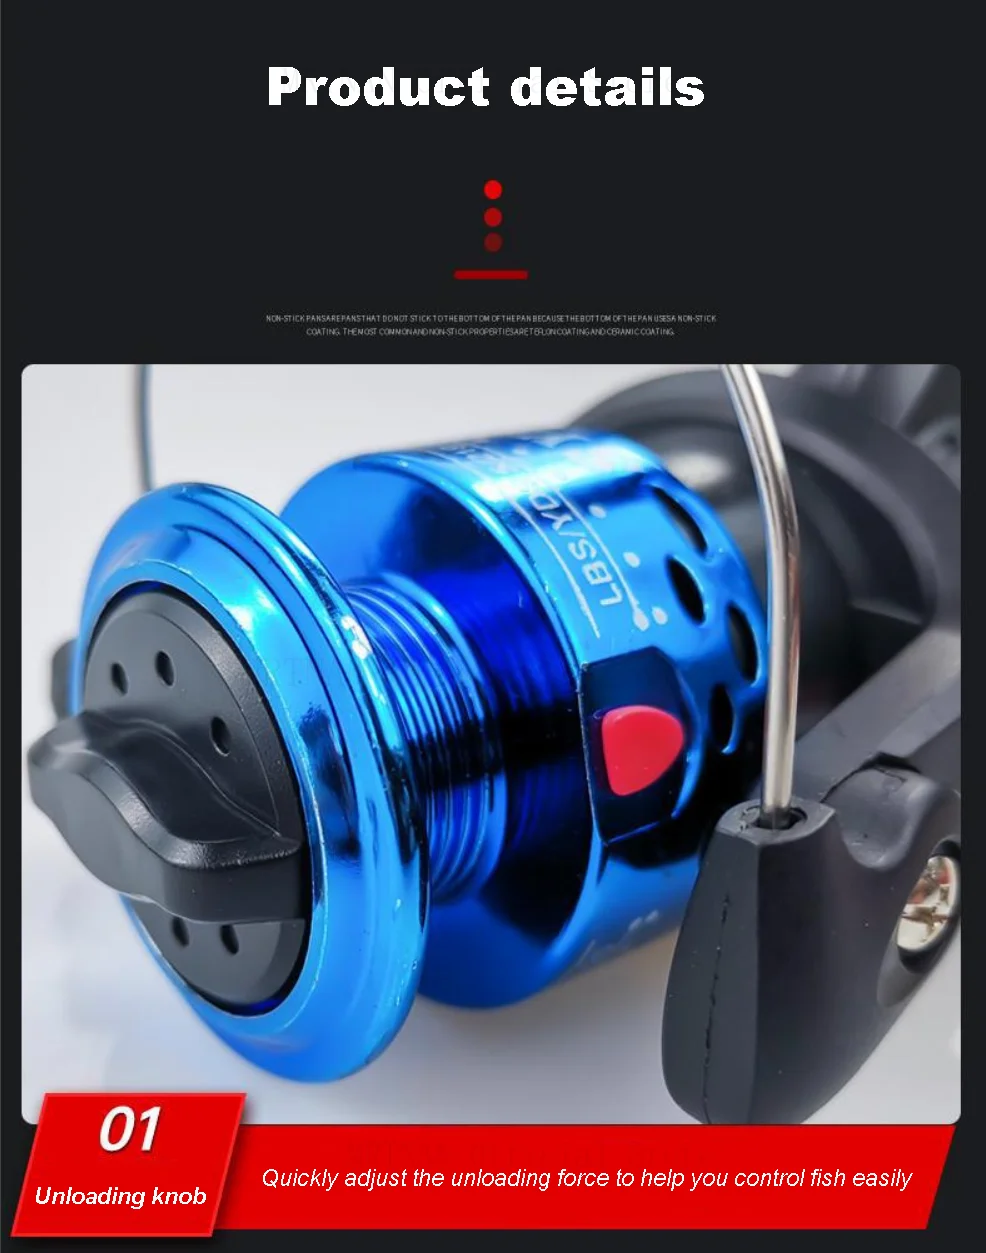 Product details
NON-STICK PANS ARE PANS THAT DO NOT STICK TO THE BOTTOM OF THE PAN BECAUSE THE BOTTOM OF THE PAN USES A NON-STICK
COATING. THE MOST COMMON AND NON-STICK PROPERTIES ARE TEFLON COATING AND CERAMIC COATING.
LBS/YD
01
Unloading knob
Quickly adjust the unloading force to help you control fish easily